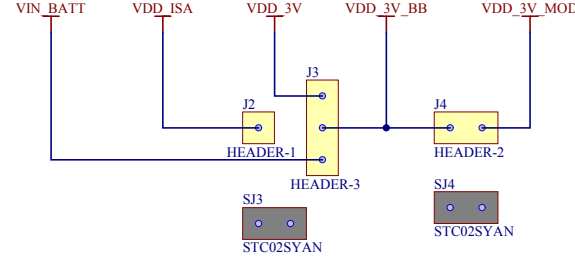 VIN_BATT VDD_ISA VDD_3V VDD_3V_BB VDD_3V_MOD
J3
J2 J4
HEADER-1 HEADER-2
HEADER-3
SJ3 SJ4
STC02SYAN STC02SYAN